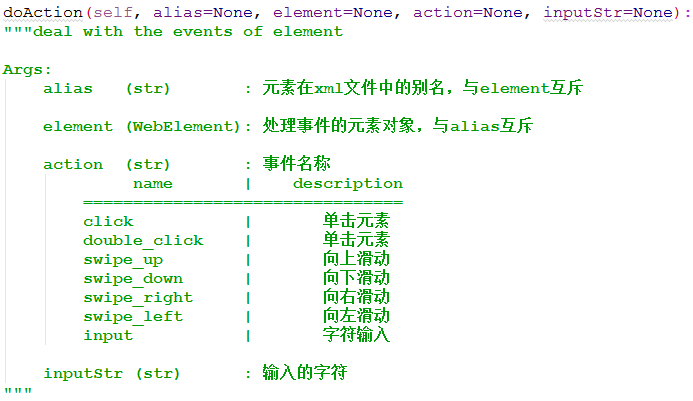 doAction(self, alias=None, element=None, action=None, inputStr=None):
"""deal with the events of element
Args:
alias (str) : 元素在xml文件中的别名，与element互斥
element (WebElement): 处理事件的元素对象，与alias互斥
action (str) : 事件名称
name | description
================================
click | 单击元素
double_click | 单击元素
swipe_up | 向上滑动
swipe_down | 向下滑动
swipe_right | 向右滑动
swipe_left | 向左滑动
input | 字符输入
inputStr (str) : 输入的字符
"""